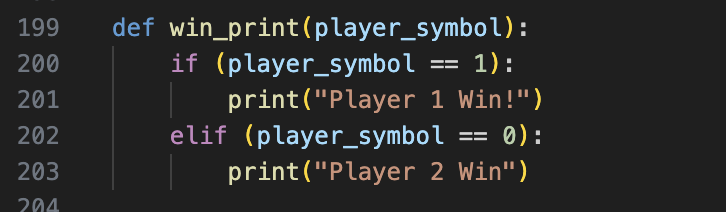 199 def win_print(player_symbol):
200 if (player_symbol == 1):
201 print("Player 1 Win!")
202 elif (player_symbol == 0):
203 print("Player 2 Win")
204